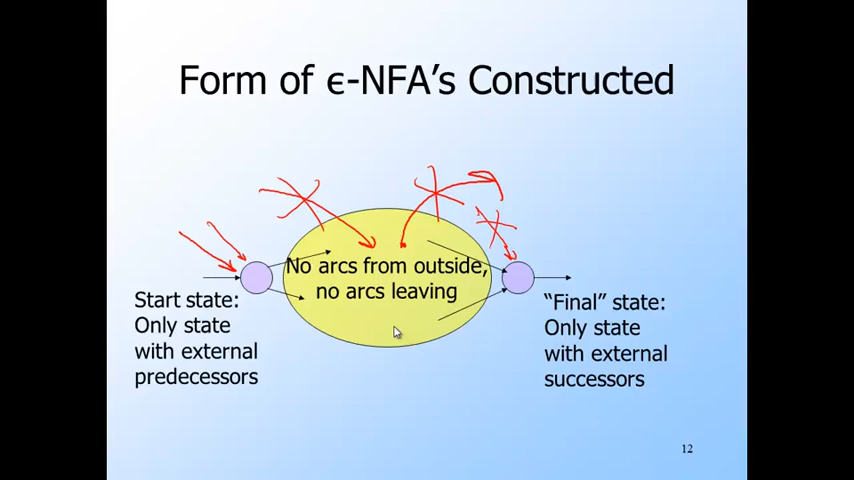 Form of ϵ-NFA’s Constructed
No arcs from outside,
no arcs leaving
Start state:
Only state
with external
predecessors
“Final” state:
Only state
with external
successors
12